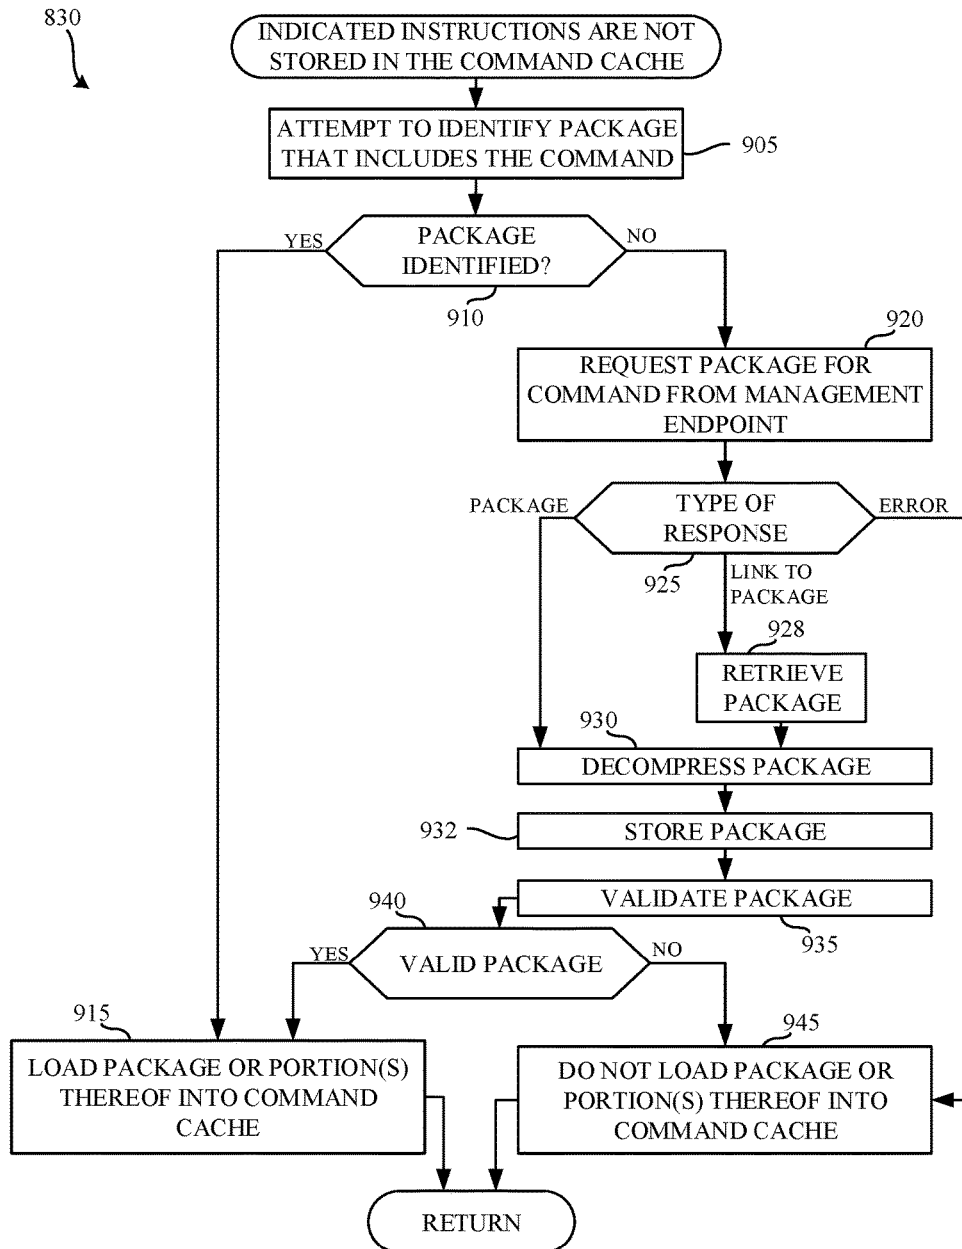 830
INDICATED INSTRUCTIONS ARE NOT
STORED IN THE COMMAND CACHE
ATTEMPT TO IDENTIFY PACKAGE
THAT INCLUDES THE COMMAND
905
YES
PACKAGE
IDENTIFIED?
NO
910
920
REQUEST PACKAGE FOR
COMMAND FROM MANAGEMENT
ENDPOINT
PACKAGE
TYPE OF
RESPONSE
ERROR
925
LINK TO
PACKAGE
928
RETRIEVE
PACKAGE
930
DECOMPRESS PACKAGE
932
STORE PACKAGE
VALIDATE PACKAGE
935
940
YES
VALID PACKAGE
NO
915
LOAD PACKAGE OR PORTION(S)
THEREOF INTO COMMAND
CACHE
945
DO NOT LOAD PACKAGE OR
PORTION(S) THEREOF INTO
COMMAND CACHE
RETURN